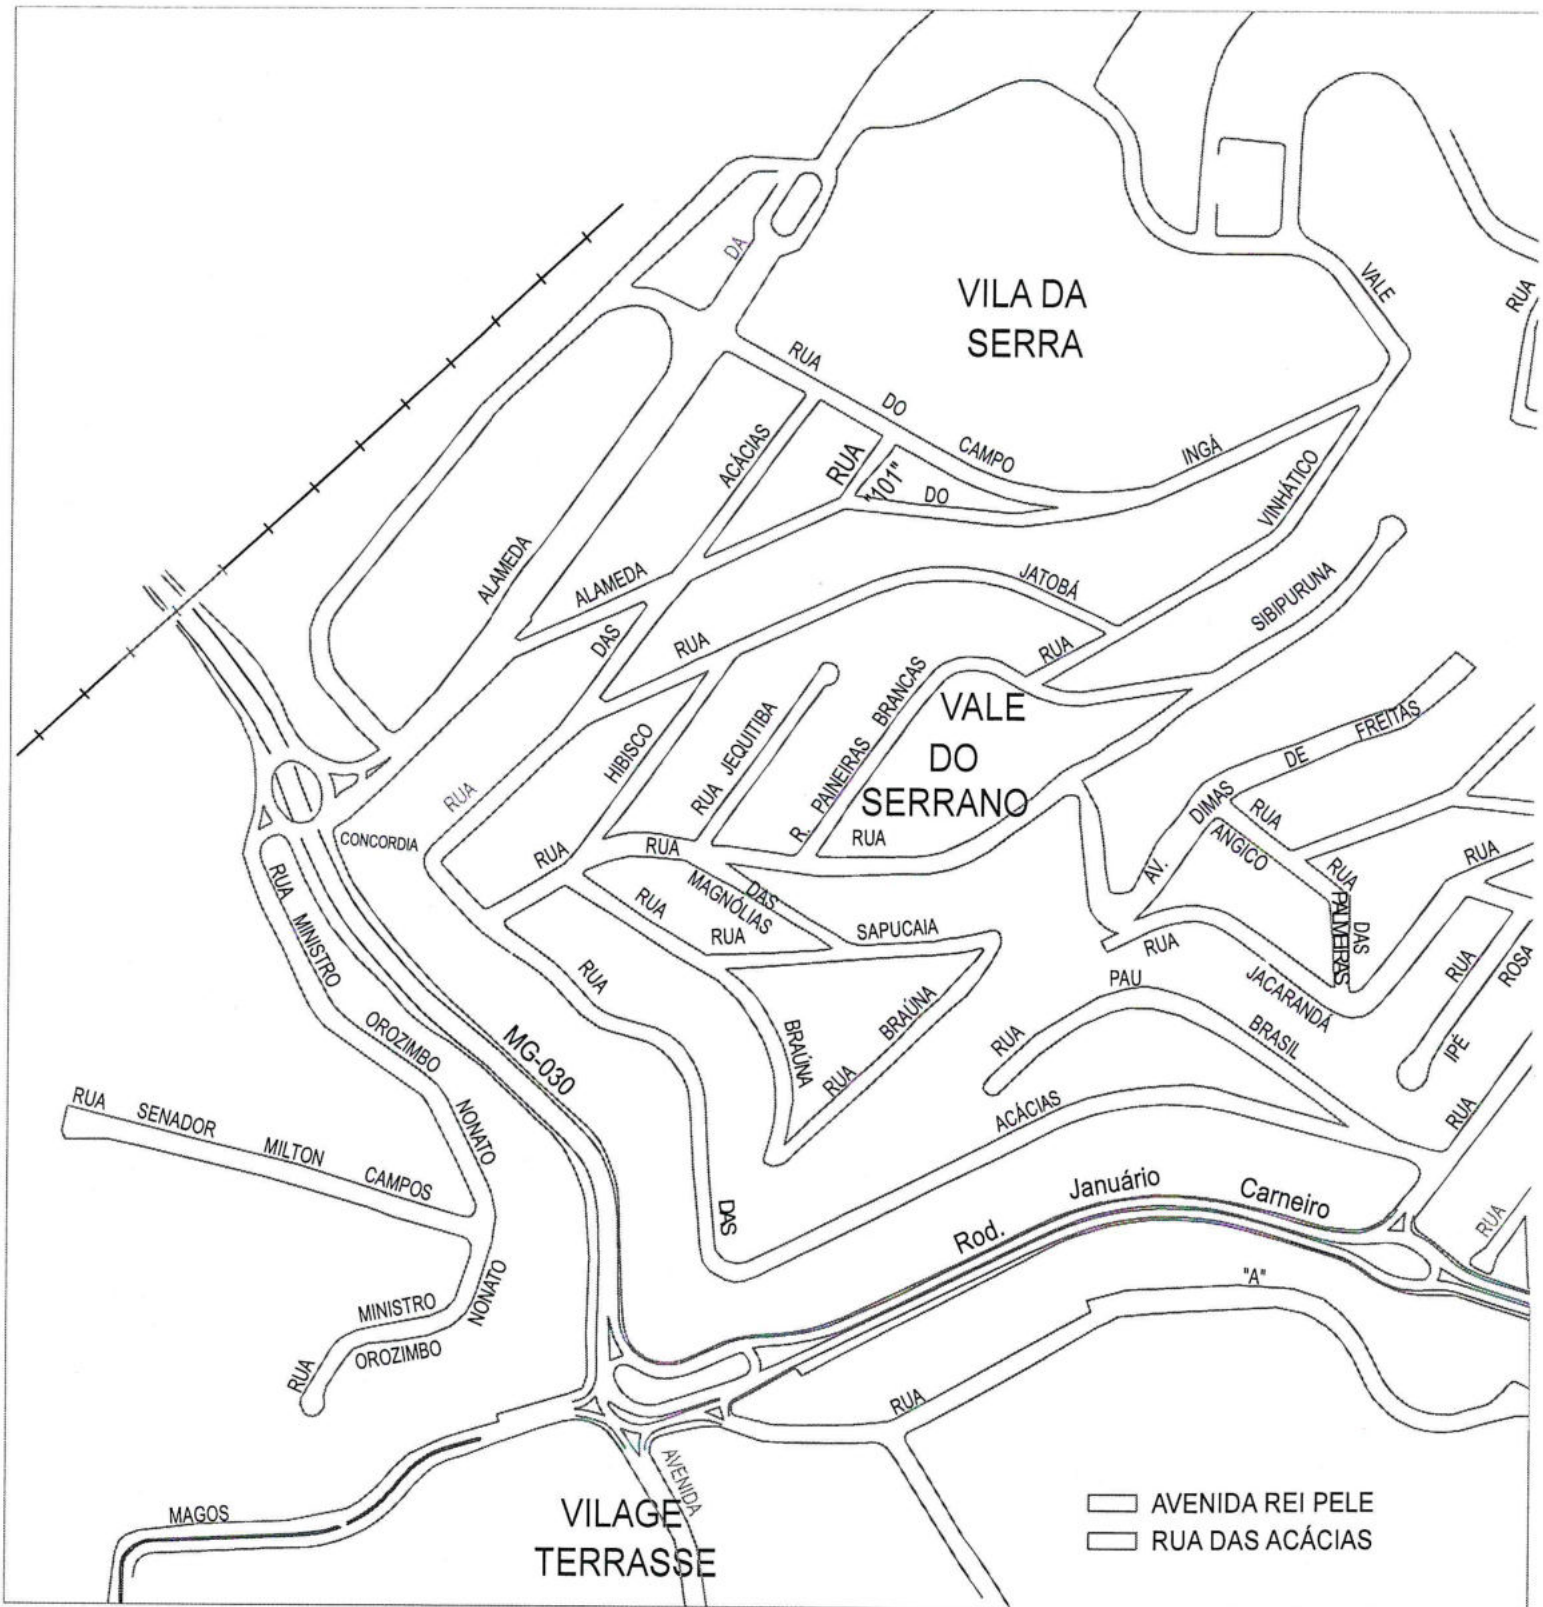 DA
VILA DA
SERRA
VALE
RUA
RUA
DO
CAMPO
INGÁ
ACÁCIAS
RUA
"101"
DO
VINHÁTICO
ALAMEDA
ALAMEDA
DAS
RUA
JATOBÁ
RUA
SIBIPURUNA
HIBISCO
RUA JEQUITIBA
R. PAINEIRAS BRANCAS
VALE
DO
SERRANO
DIMAS
DE
FREITAS
AV.
RUA
ANGICO
RUA
DAS
PALMEIRAS
RUA
RUA
CONCORDIA
RUA
RUA
RUA
MAGNÓLIAS
DAS
RUA
RUA
SAPUCAIA
RUA
JACARANDÁ
RUA
ROSA
IPÊ
RUA
MINISTRO
OROZIMBO
NONATO
MG-030
RUA
BRAÚNA
BRAÚNA
RUA
RUA
PAU
BRASIL
ACÁCIAS
RUA
RUA
SENADOR
MILTON
CAMPOS
DAS
Rod.
Januário
Carneiro
RUA
"A"
MINISTRO
NONATO
RUA
OROZIMBO
RUA
AVENIDA
MAGOS
VILAGE
TERRASSE
AVENIDA REI PELE
RUA DAS ACÁCIAS